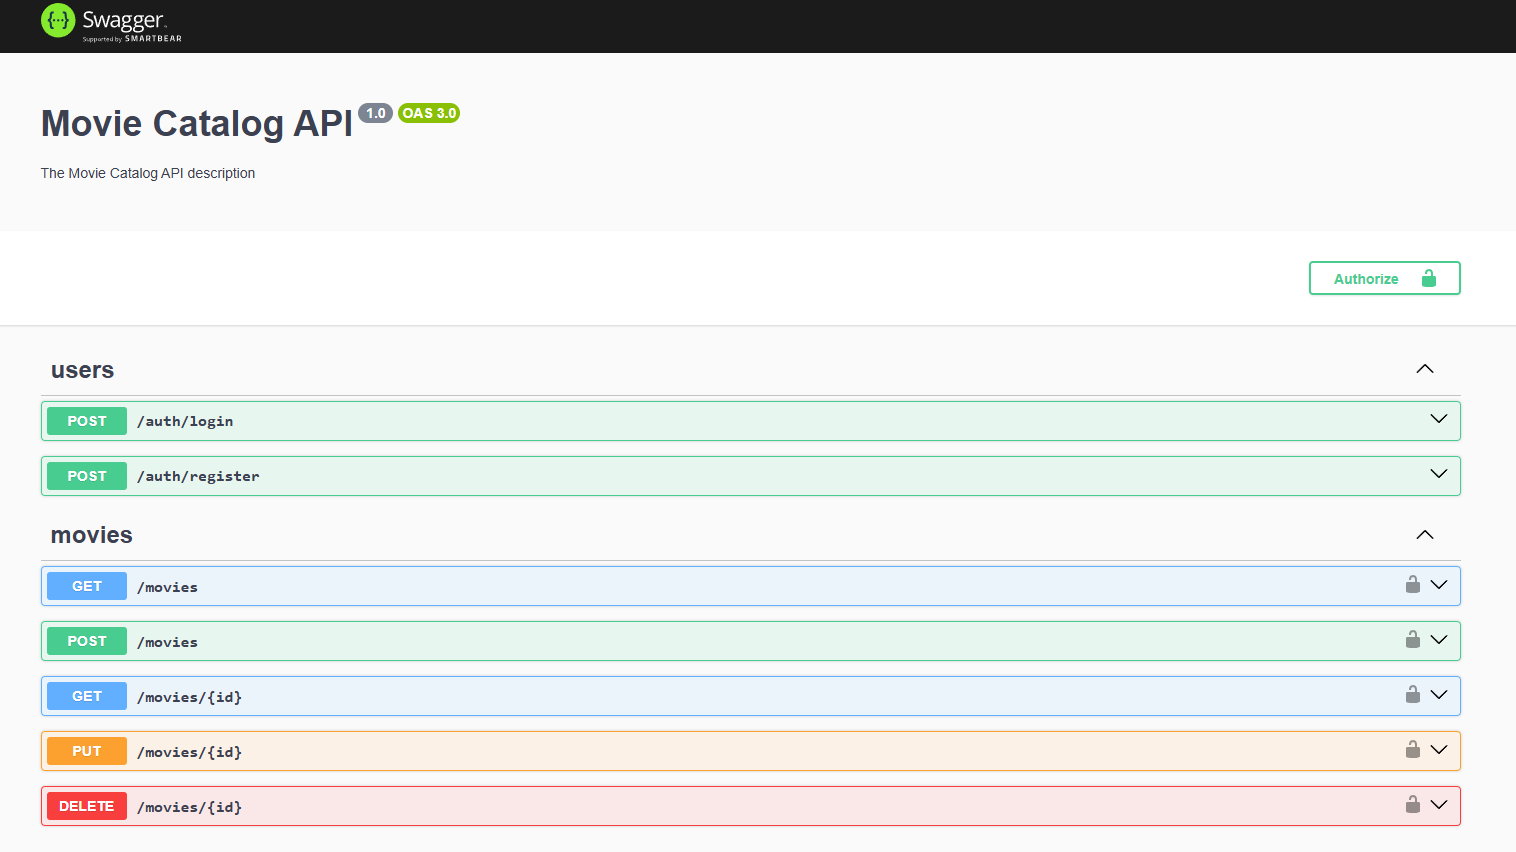 Swagger
Supported by SMARTBEAR
Movie Catalog API 1.0 OAS 3.0
The Movie Catalog API description
Authorize
users
POST /auth/login
POST /auth/register
movies
GET /movies
POST /movies
GET /movies/{id}
PUT /movies/{id}
DELETE /movies/{id}